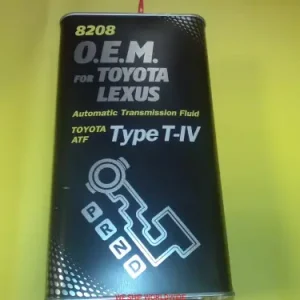 8208
O.E.M.
FOR TOYOTA
LEXUS
Automatic Transmission Fluid
TOYOTA
ATF
Type T-IV
P
R
N
D